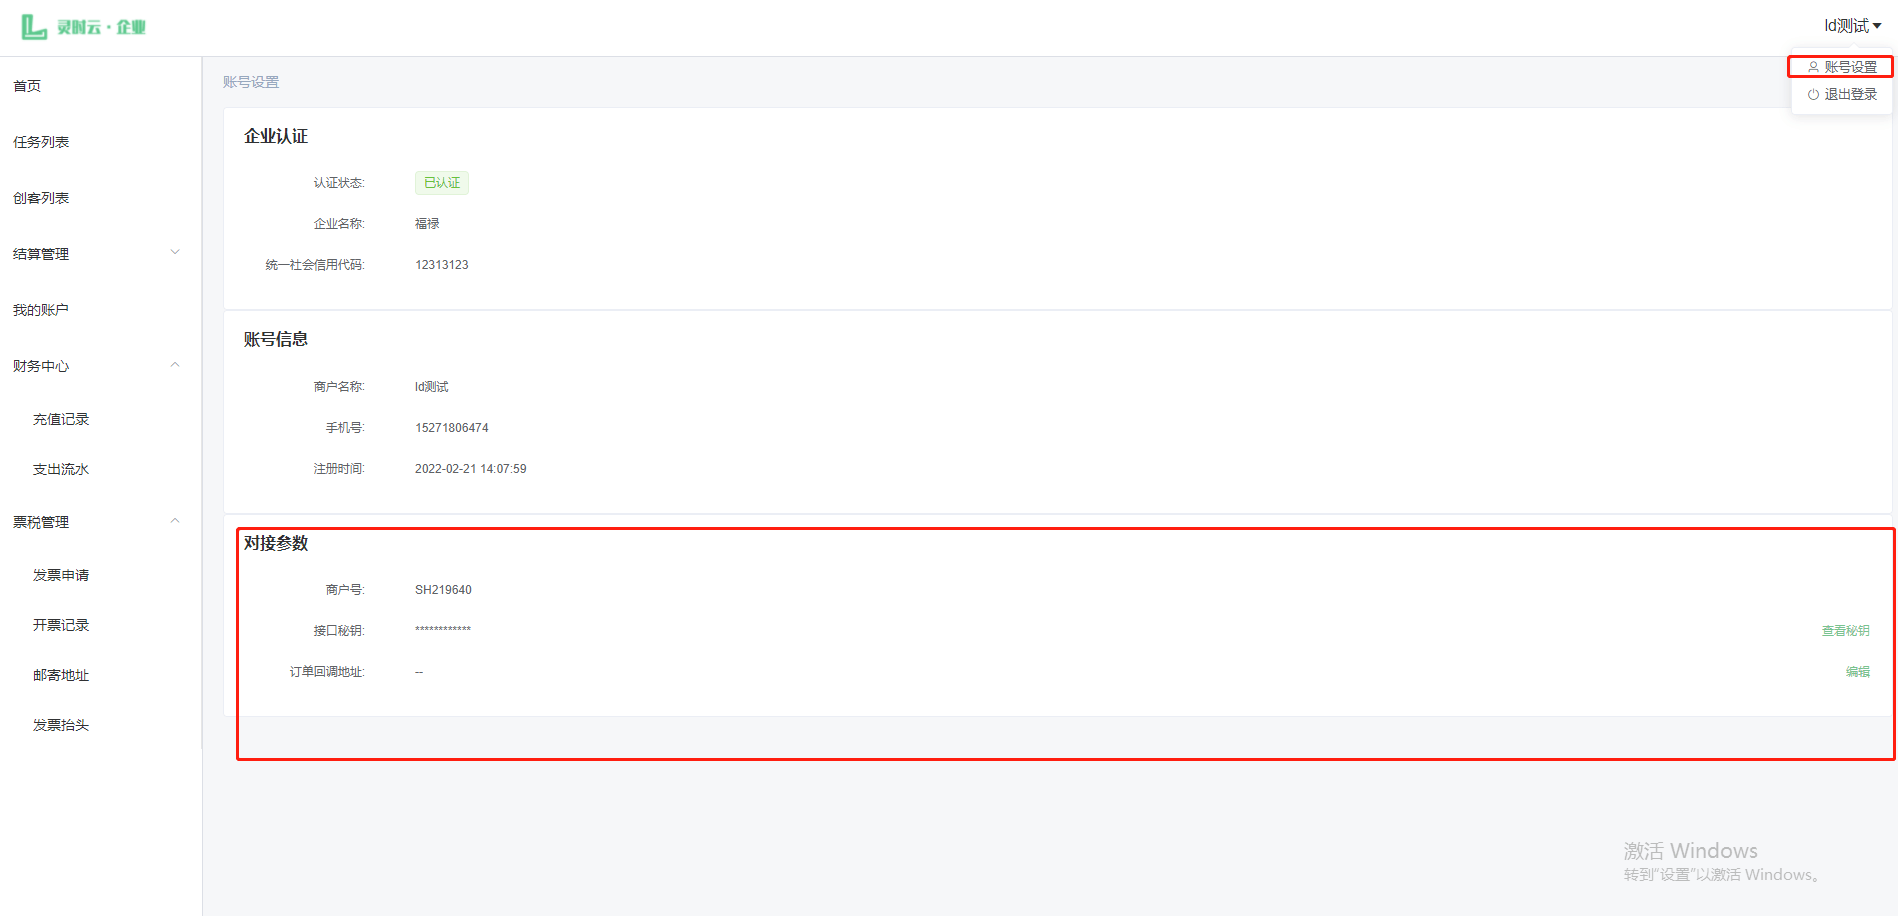 灵时云·企业
ld测试
账号设置
退出登录
首页
任务列表
创客列表
结算管理
我的账户
财务中心
充值记录
支出流水
票税管理
发票申请
开票记录
邮寄地址
发票抬头
账号设置
企业认证
认证状态: 已认证
企业名称: 福禄
统一社会信用代码: 12313123
账号信息
商户名称: ld测试
手机号: 15271806474
注册时间: 2022-02-21 14:07:59
对接参数
商户号: SH219640
接口秘钥: ************ 查看秘钥
订单回调地址: -- 编辑
激活 Windows
转到“设置”以激活 Windows。